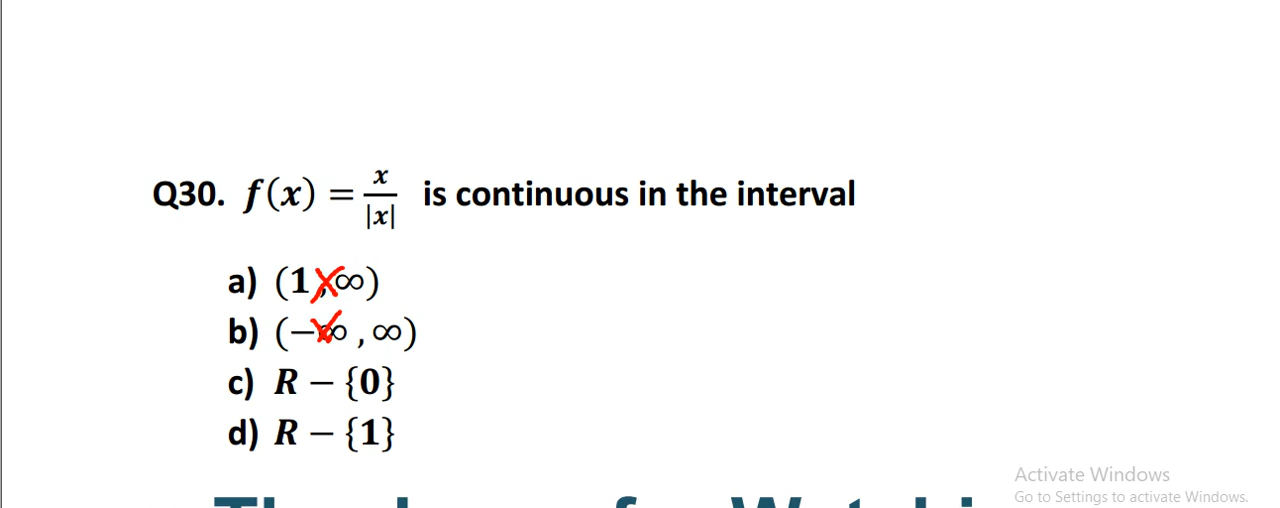 Q30. f(x) = x/|x| is continuous in the interval
a) (1, ∞)
b) (−∞, ∞)
c) R − {0}
d) R − {1}
Activate Windows
Go to Settings to activate Windows.